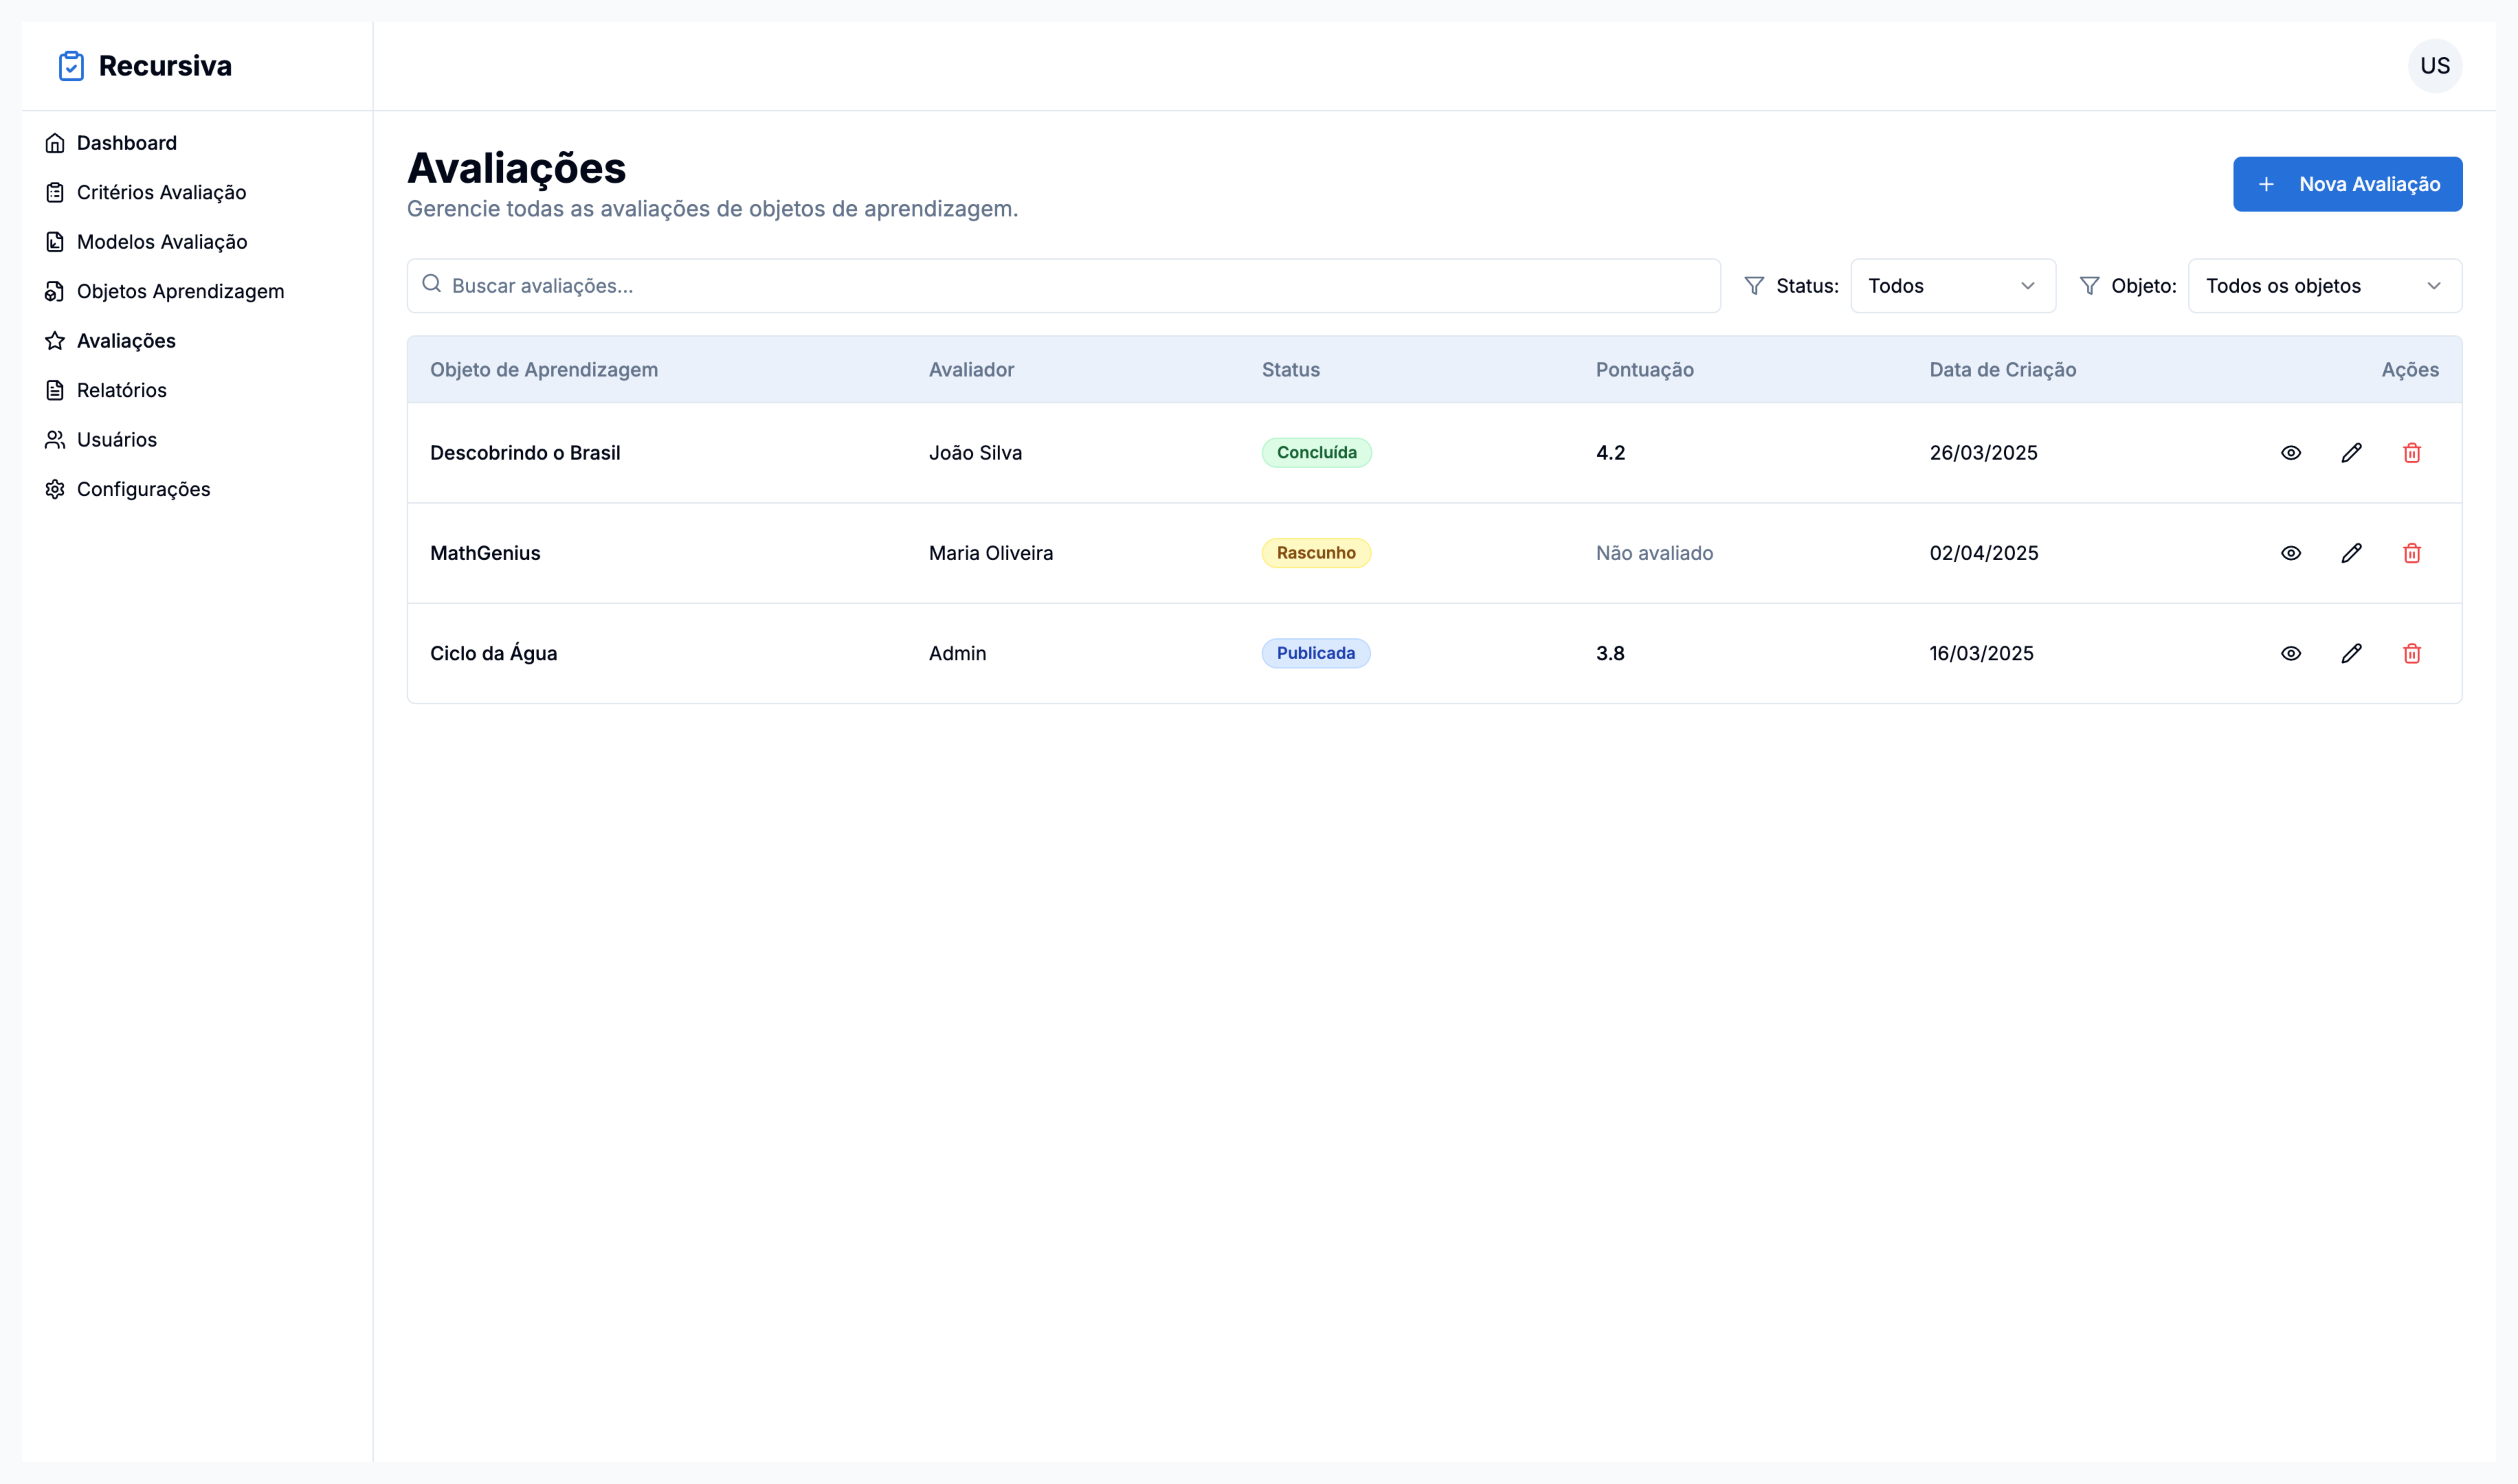 Recursiva
US
Dashboard
Critérios Avaliação
Modelos Avaliação
Objetos Aprendizagem
Avaliações
Relatórios
Usuários
Configurações
Avaliações
Gerencie todas as avaliações de objetos de aprendizagem.
+ Nova Avaliação
Buscar avaliações...
Status: Todos
Objeto: Todos os objetos
Objeto de Aprendizagem Avaliador Status Pontuação Data de Criação Ações
Descobrindo o Brasil João Silva Concluída 4.2 26/03/2025
MathGenius Maria Oliveira Rascunho Não avaliado 02/04/2025
Ciclo da Água Admin Publicada 3.8 16/03/2025